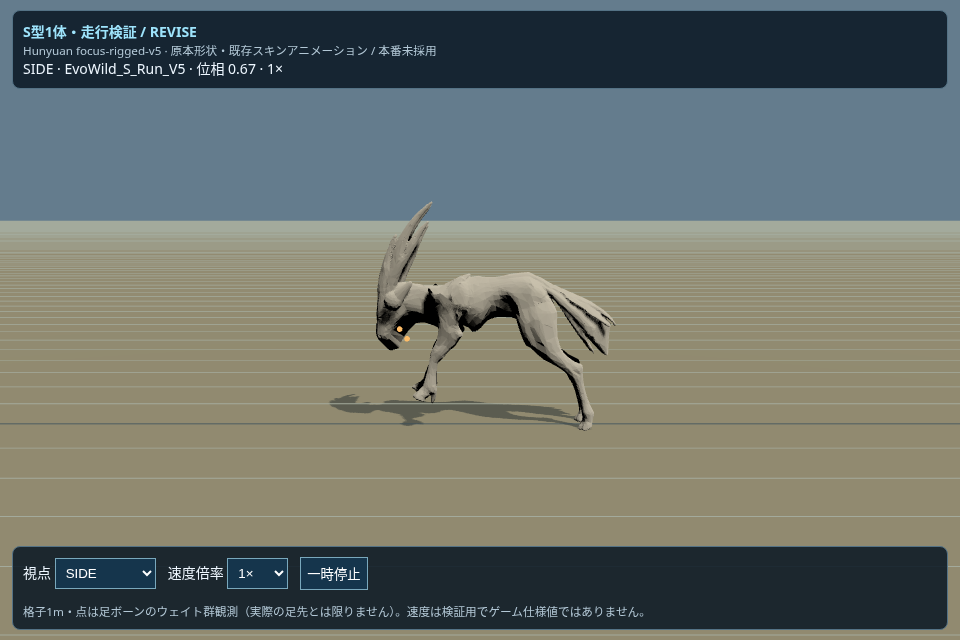 S型1体・走行検証 / REVISE
Hunyuan focus-rigged-v5 · 原本形状・既存スキンアニメーション / 本番未採用
SIDE · EvoWild_S_Run_V5 · 位相 0.67 · 1×
視点 SIDE 速度倍率 1× 一時停止
格子1m・点は足ボーンのウェイト群観測（実際の足先とは限りません）。速度は検証用でゲーム仕様値ではありません。